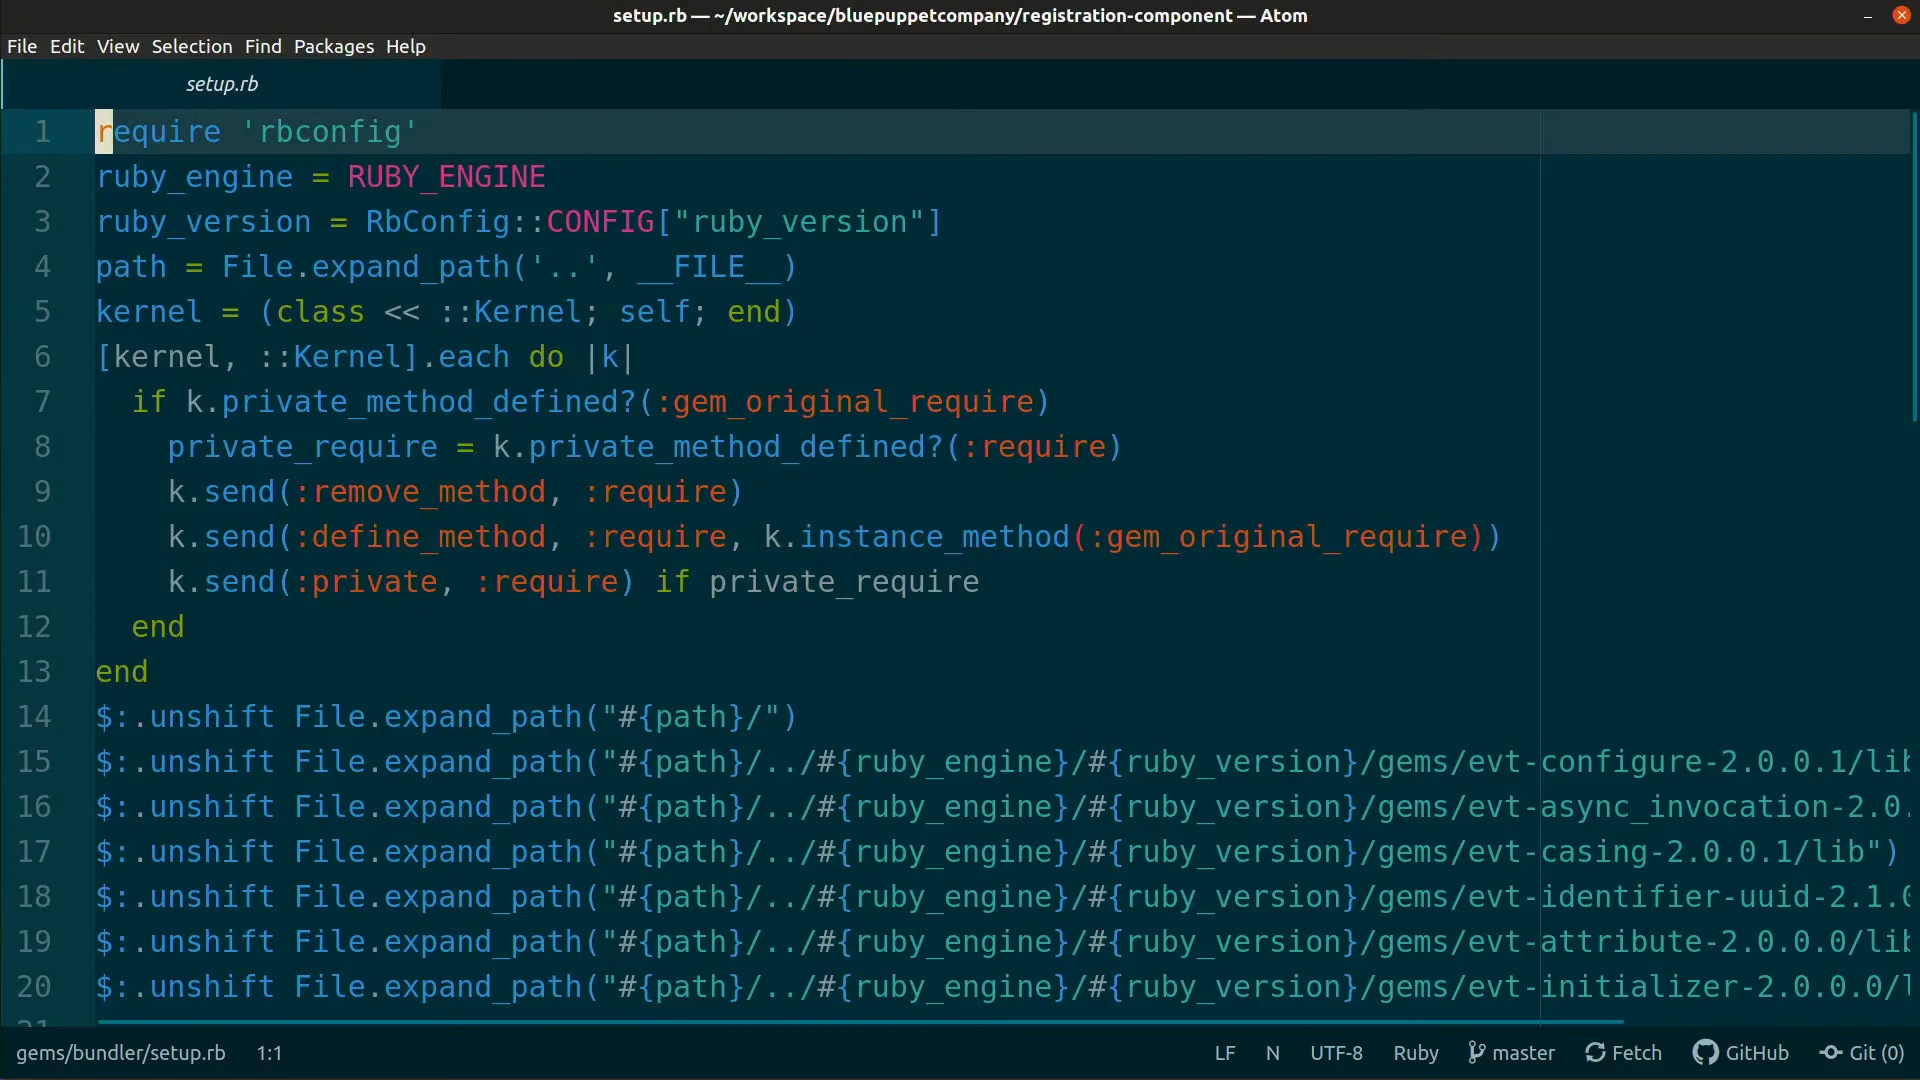 setup.rb — ~/workspace/bluepuppetcompany/registration-component — Atom
File Edit View Selection Find Packages Help
setup.rb
1 require 'rbconfig'
2 ruby_engine = RUBY_ENGINE
3 ruby_version = RbConfig::CONFIG["ruby_version"]
4 path = File.expand_path('..', __FILE__)
5 kernel = (class << ::Kernel; self; end)
6 [kernel, ::Kernel].each do |k|
7 if k.private_method_defined?(:gem_original_require)
8 private_require = k.private_method_defined?(:require)
9 k.send(:remove_method, :require)
10 k.send(:define_method, :require, k.instance_method(:gem_original_require))
11 k.send(:private, :require) if private_require
12 end
13 end
14 $:.unshift File.expand_path("#{path}/")
15 $:.unshift File.expand_path("#{path}/../#{ruby_engine}/#{ruby_version}/gems/evt-configure-2.0.0.1/lib
16 $:.unshift File.expand_path("#{path}/../#{ruby_engine}/#{ruby_version}/gems/evt-async_invocation-2.0.
17 $:.unshift File.expand_path("#{path}/../#{ruby_engine}/#{ruby_version}/gems/evt-casing-2.0.0.1/lib")
18 $:.unshift File.expand_path("#{path}/../#{ruby_engine}/#{ruby_version}/gems/evt-identifier-uuid-2.1.0
19 $:.unshift File.expand_path("#{path}/../#{ruby_engine}/#{ruby_version}/gems/evt-attribute-2.0.0.0/lib
20 $:.unshift File.expand_path("#{path}/../#{ruby_engine}/#{ruby_version}/gems/evt-initializer-2.0.0.0/l
21
gems/bundler/setup.rb 1:1 LF N UTF-8 Ruby master Fetch GitHub Git (0)